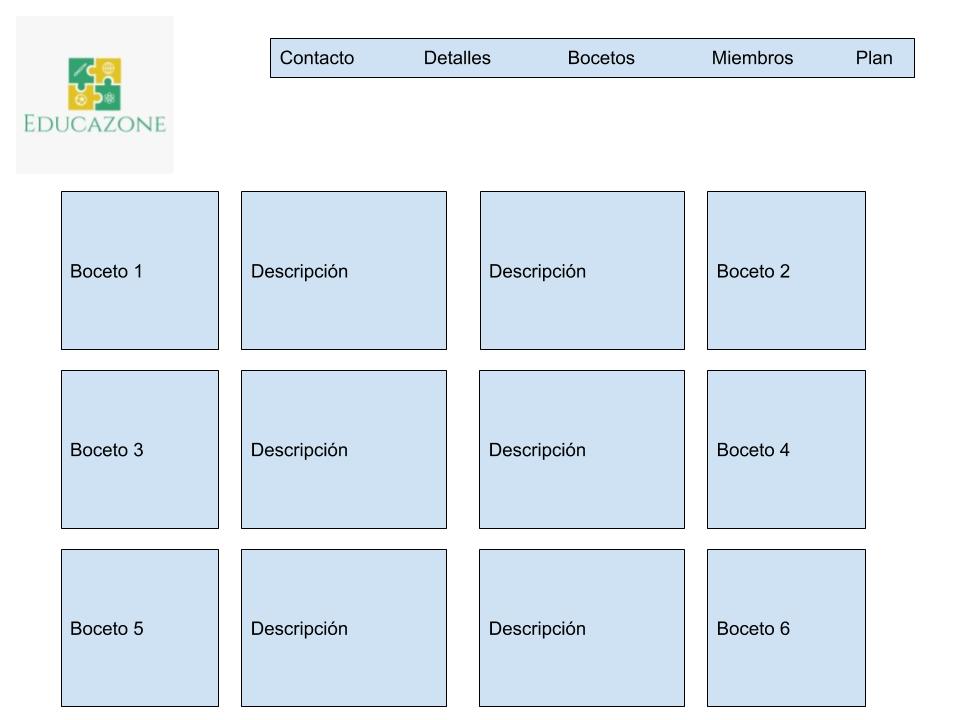 EDUCAZONE
Contacto Detalles Bocetos Miembros Plan
Boceto 1 Descripción Descripción Boceto 2
Boceto 3 Descripción Descripción Boceto 4
Boceto 5 Descripción Descripción Boceto 6